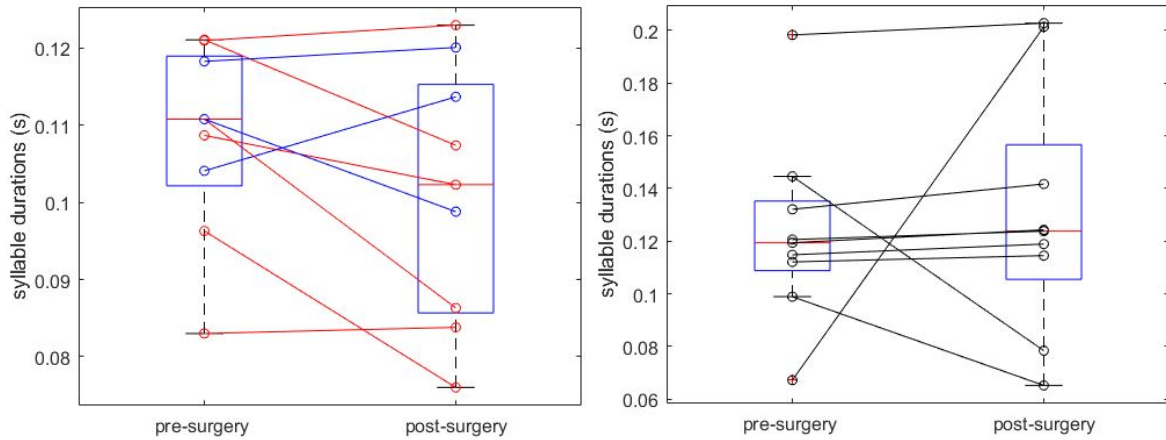 syllable durations (s)
0.12
0.11
0.1
0.09
0.08
pre-surgery
post-surgery
syllable durations (s)
0.2
0.18
0.16
0.14
0.12
0.1
0.08
0.06
pre-surgery
post-surgery